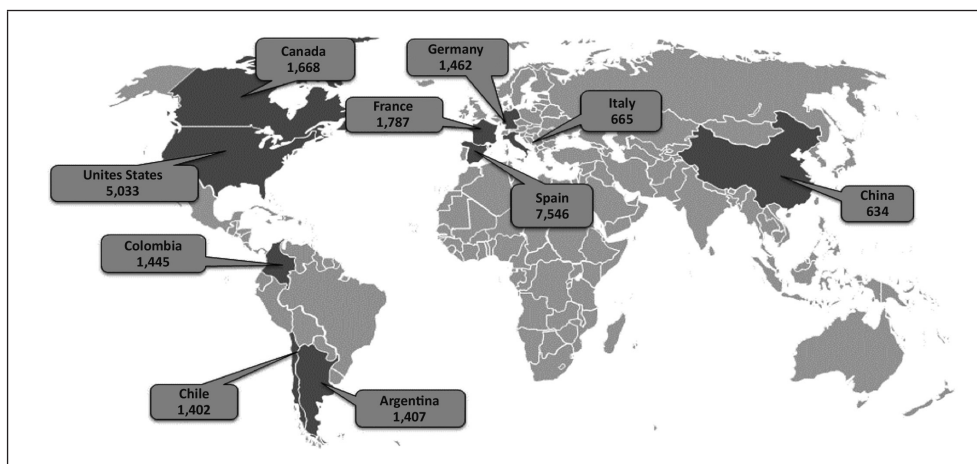 Canada
1,668
Germany
1,462
France
1,787
Italy
665
Unites States
5,033
Spain
7,546
China
634
Colombia
1,445
Chile
1,402
Argentina
1,407